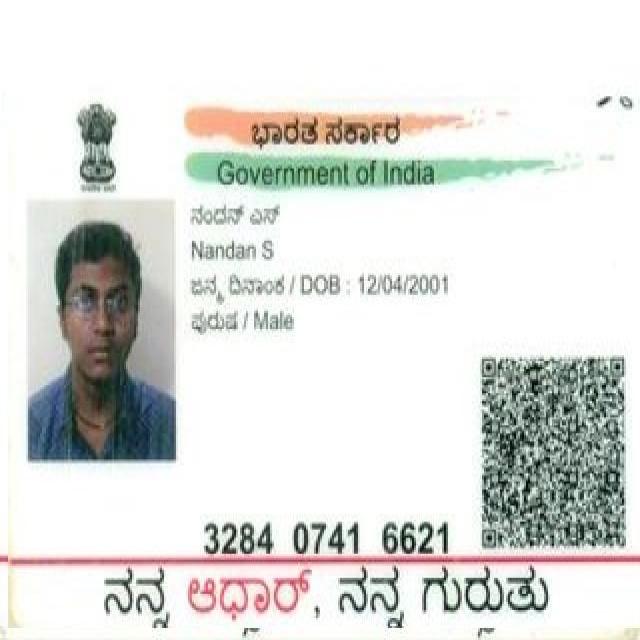 ಭಾರತ ಸರ್ಕಾರ
Government of India
ನಂದನ್ ಎಸ್
Nandan S
ಜನ್ಮ ದಿನಾಂಕ / DOB : 12/04/2001
ಪುರುಷ / Male
3284 0741 6621
ನನ್ನ ಆಧಾರ್, ನನ್ನ ಗುರುತು